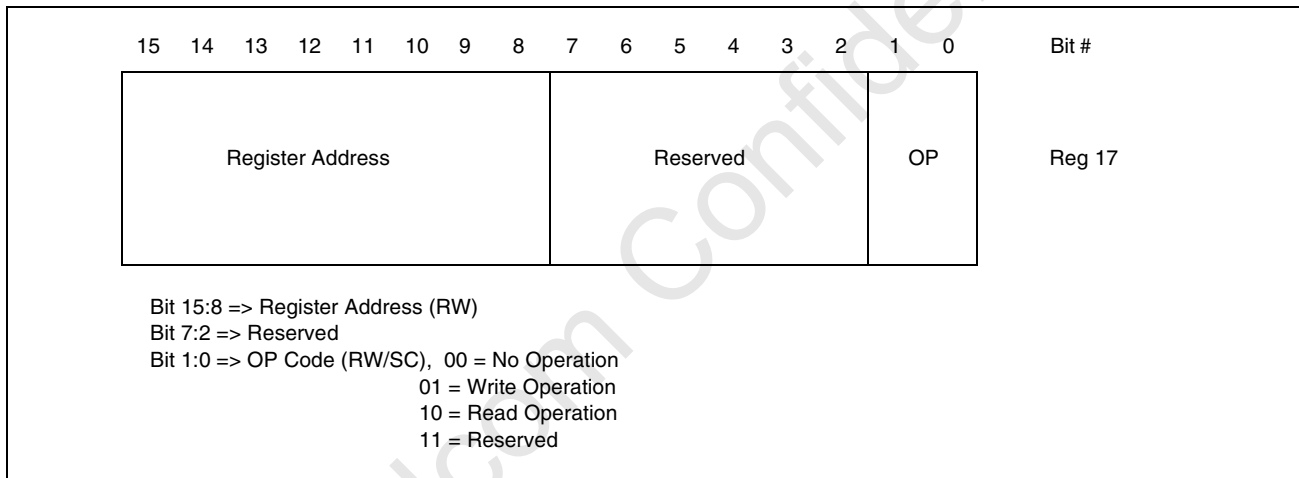 15 14 13 12 11 10 9 8 7 6 5 4 3 2 1 0 Bit #
Register Address Reserved OP Reg 17
Bit 15:8 => Register Address (RW)
Bit 7:2 => Reserved
Bit 1:0 => OP Code (RW/SC), 00 = No Operation
01 = Write Operation
10 = Read Operation
11 = Reserved